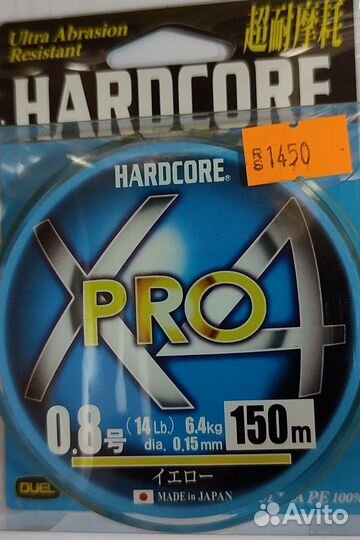 Ultra Abrasion
Resistant
超耐摩耗
HARDCORE
RS 1450
HARDCORE®
X4
PRO
0.8号
(14Lb.) 6.4kg
dia. 0.15mm
150m
イエロー
MADE IN JAPAN
DUEL
PE 100%
Avito